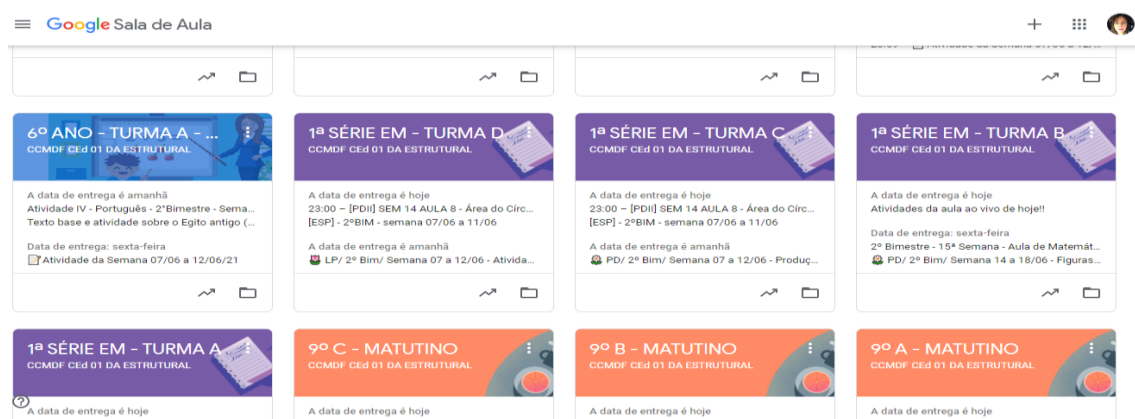 Google Sala de Aula
6º ANO - TURMA A - ...
CCMDF CEd 01 DA ESTRUTURAL
A data de entrega é amanhã
Atividade IV - Português - 2°Bimestre - Sema...
Texto base e atividade sobre o Egito antigo (...
Data de entrega: sexta-feira
📝Atividade da Semana 07/06 a 12/06/21
1ª SÉRIE EM - TURMA D
CCMDF CEd 01 DA ESTRUTURAL
A data de entrega é hoje
23:00 – [PDII] SEM 14 AULA 8 - Área do Círc...
[ESP] - 2ºBIM - semana 07/06 a 11/06
A data de entrega é amanhã
LP/ 2º Bim/ Semana 07 a 12/06 - Ativida...
1ª SÉRIE EM - TURMA C
CCMDF CEd 01 DA ESTRUTURAL
A data de entrega é hoje
23:00 – [PDII] SEM 14 AULA 8 - Área do Círc...
[ESP] - 2ºBIM - semana 07/06 a 11/06
A data de entrega é amanhã
PD/ 2º Bim/ Semana 07 a 12/06 - Produç...
1ª SÉRIE EM - TURMA B
CCMDF CEd 01 DA ESTRUTURAL
A data de entrega é hoje
Atividades da aula ao vivo de hoje!!
Data de entrega: sexta-feira
2º Bimestre - 15ª Semana - Aula de Matemát...
PD/ 2º Bim/ Semana 14 a 18/06 - Figuras...
1ª SÉRIE EM - TURMA A
CCMDF CEd 01 DA ESTRUTURAL
A data de entrega é hoje
9º C - MATUTINO
CCMDF CEd 01 DA ESTRUTURAL
A data de entrega é hoje
9º B - MATUTINO
CCMDF CEd 01 DA ESTRUTURAL
A data de entrega é hoje
9º A - MATUTINO
CCMDF CEd 01 DA ESTRUTURAL
A data de entrega é hoje